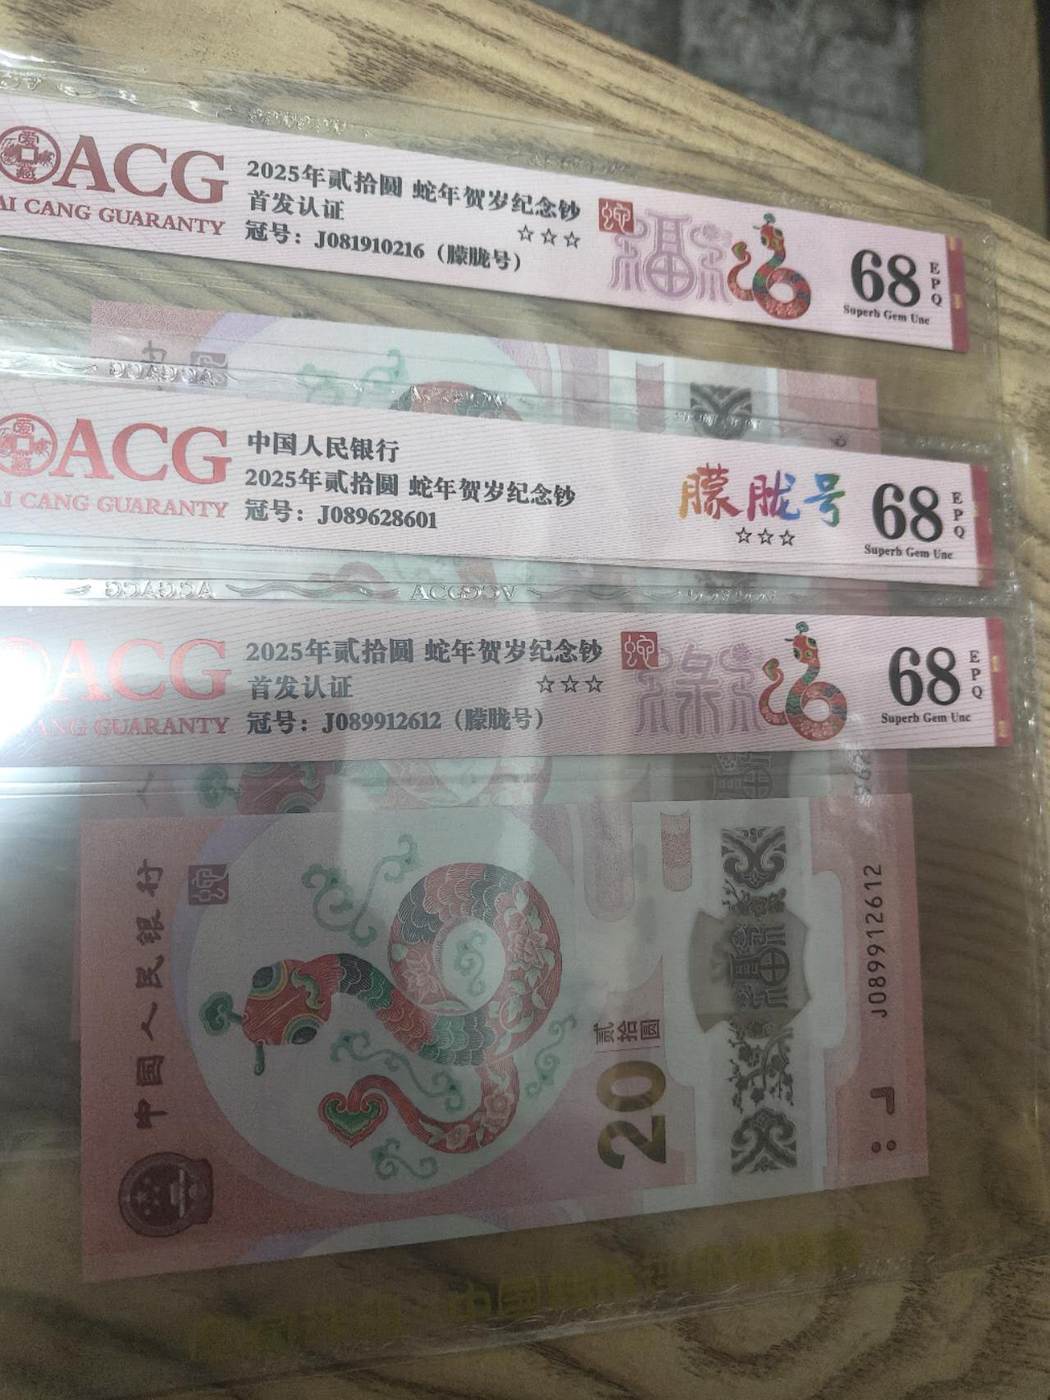 ACG
AI CANG GUARANTY
2025年贰拾圆 蛇年贺岁纪念钞
首发认证
☆☆☆
冠号：J081910216（朦胧号）
蛇
福
68
EPQ
Superb Gem Unc
ACG
AI CANG GUARANTY
中国人民银行
2025年贰拾圆 蛇年贺岁纪念钞
冠号：J089628601
朦胧号
☆☆☆
68
EPQ
Superb Gem Unc
ACG
CANG GUARANTY
2025年贰拾圆 蛇年贺岁纪念钞
首发认证
☆☆☆
冠号：J089912612（朦胧号）
蛇
禄
68
EPQ
Superb Gem Unc
中国人民银行
蛇
贰拾圆
20
福
J089912612